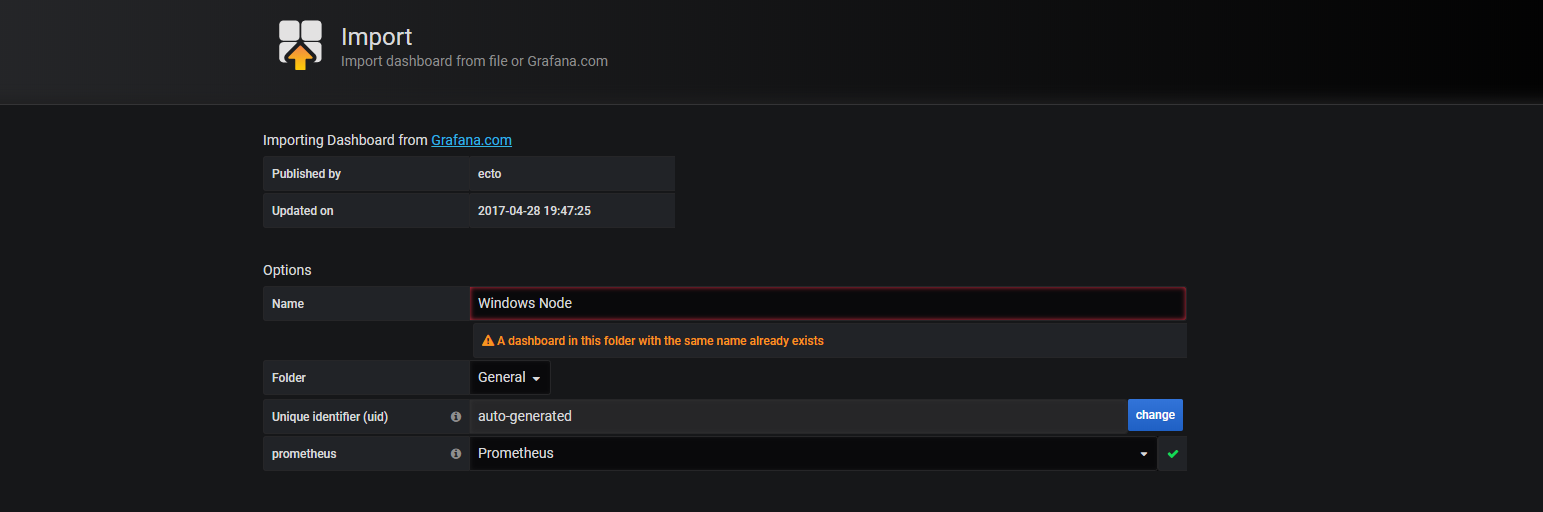 Import
Import dashboard from file or Grafana.com
Importing Dashboard from Grafana.com
Published by ecto
Updated on 2017-04-28 19:47:25
Options
Name Windows Node
A dashboard in this folder with the same name already exists
Folder General
Unique identifier (uid) auto-generated change
prometheus Prometheus